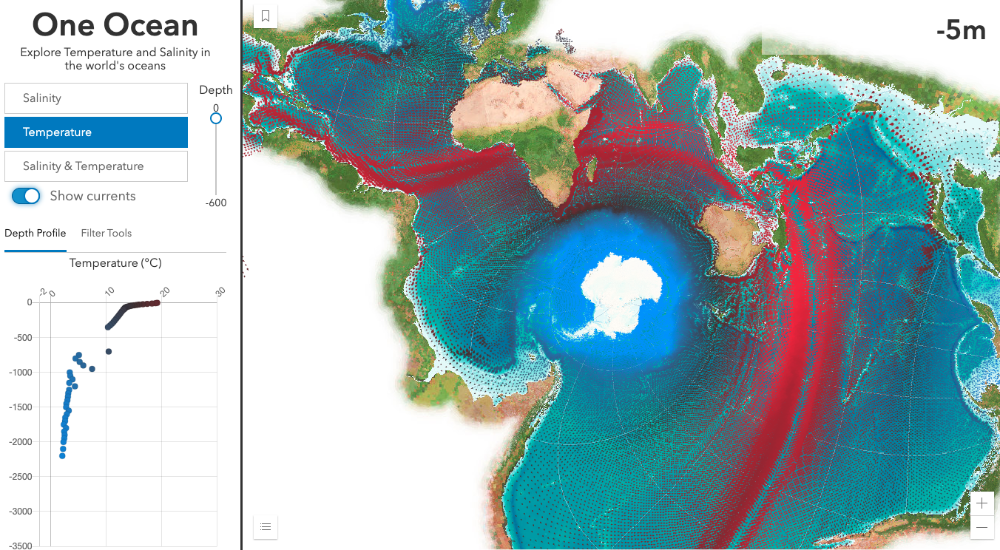 One Ocean
Explore Temperature and Salinity in
the world's oceans
Salinity
Temperature
Salinity & Temperature
Show currents
Depth
0
-600
Depth Profile Filter Tools
Temperature (°C)
-2 0 10 20 30
0
-500
-1000
-1500
-2000
-2500
-3000
-3500
-5m